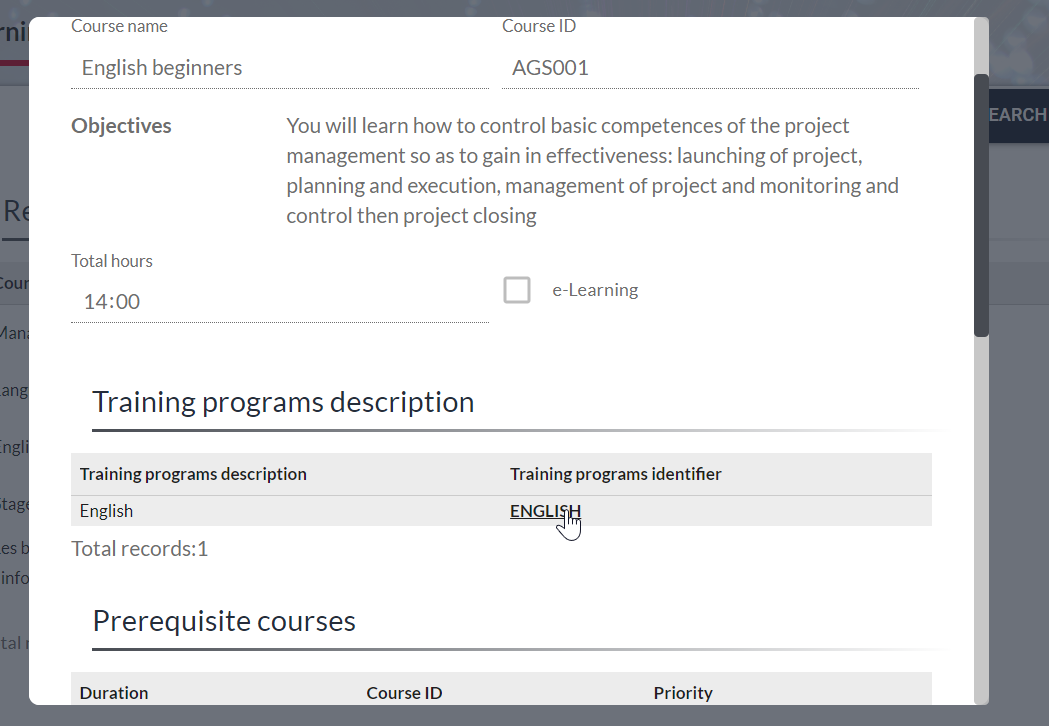 Course name Course ID
English beginners AGS001
EARCH
Objectives You will learn how to control basic competences of the project
management so as to gain in effectiveness: launching of project,
planning and execution, management of project and monitoring and
control then project closing
Re
Total hours
Cour
e-Learning
14:00
Mana
Lang
Training programs description
Engli
Training programs description Training programs identifier
Stage
English ENGLISH
Les b
Total records:1
info
Prerequisite courses
tal r
Duration Course ID Priority